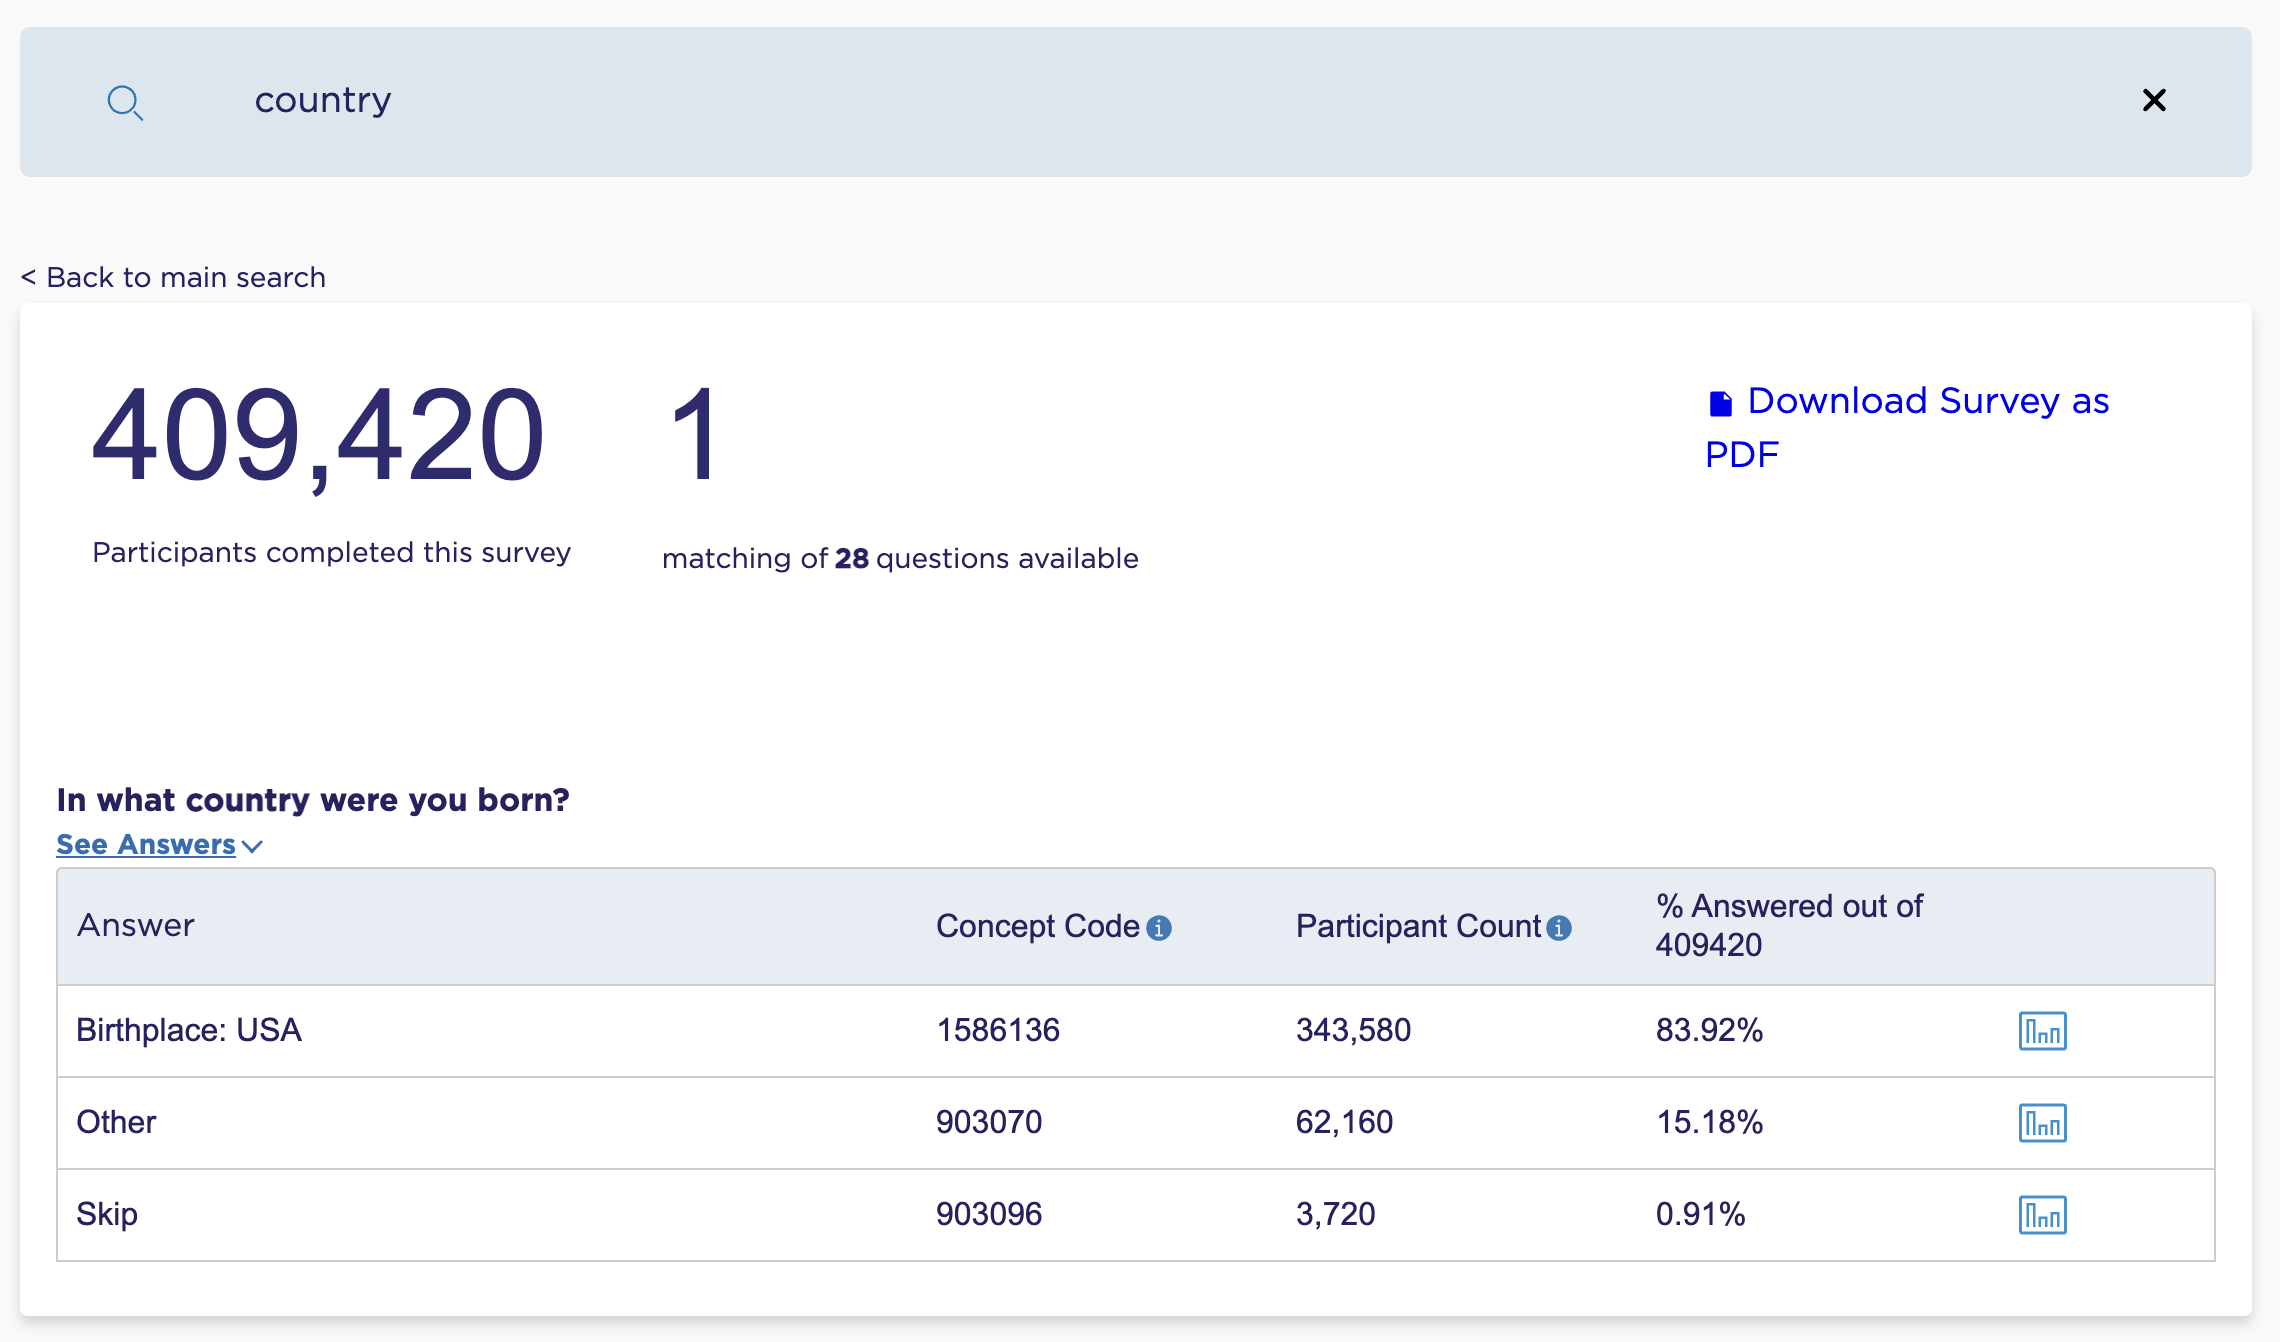 country
< Back to main search
409,420
Participants completed this survey
1
matching of 28 questions available
Download Survey as
PDF
In what country were you born?
See Answers
Answer Concept Code Participant Count % Answered out of
409420
Birthplace: USA 1586136 343,580 83.92%
Other 903070 62,160 15.18%
Skip 903096 3,720 0.91%